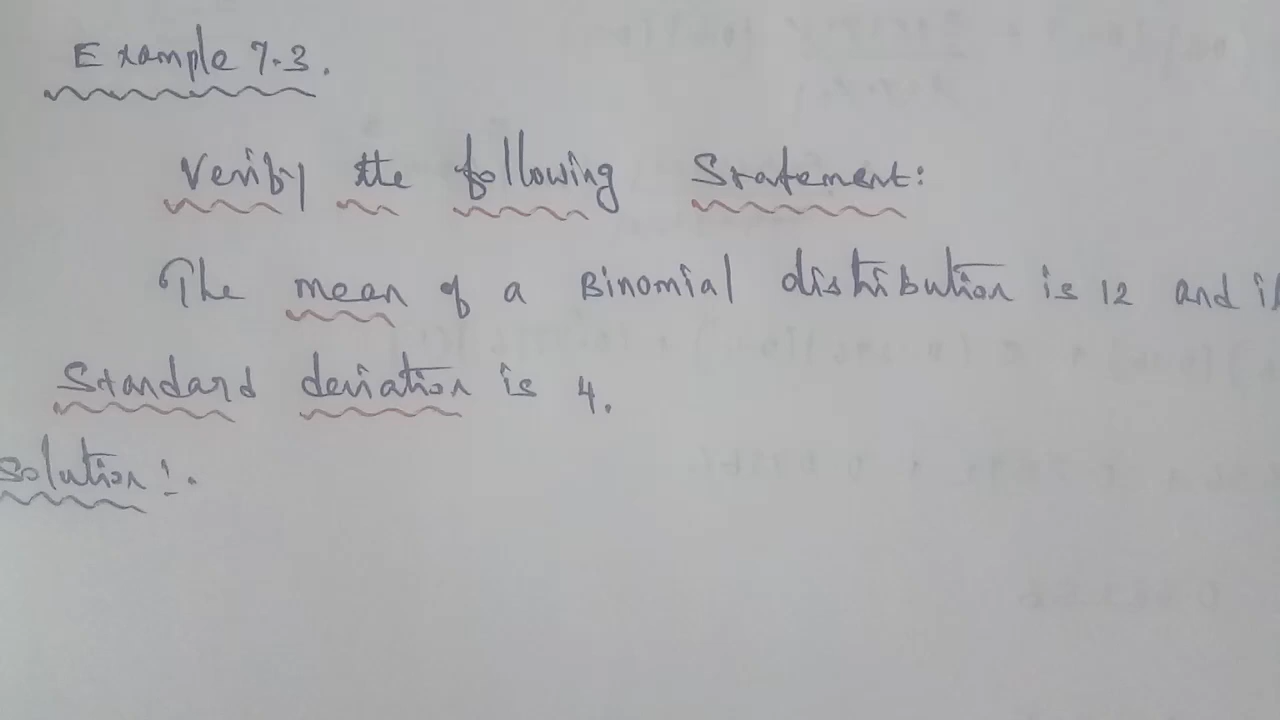 Example 7.3.
Verify the following Statement:
The mean of a Binomial distribution is 12 and
Standard deviation is 4.
Solution:.